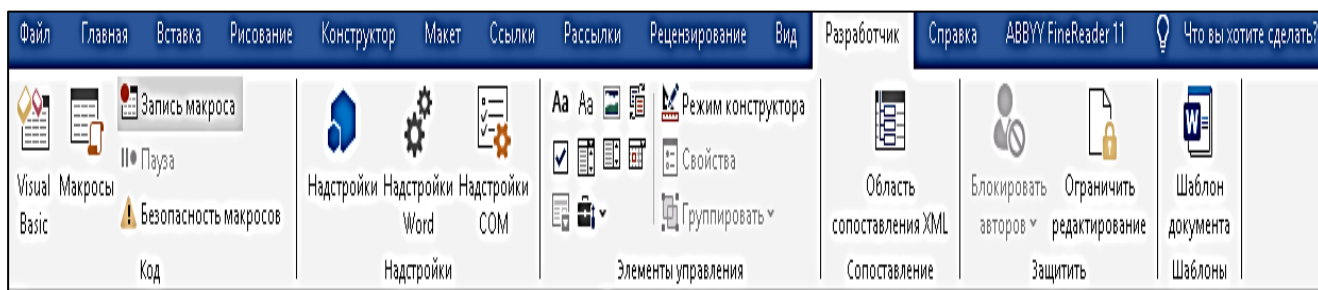 Файл Главная Вставка Рисование Конструктор Макет Ссылки Рассылки Рецензирование Вид Разработчик Справка ABBYY FineReader 11 Что вы хотите сделать?
Visual
Basic
Макросы
Запись макроса
Пауза
Безопасность макросов
Код
Надстройки
Надстройки
Word
Надстройки
COM
Надстройки
Aa Aa
Режим конструктора
Свойства
Группировать
Элементы управления
Область
сопоставления XML
Сопоставление
Блокировать
авторов
Ограничить
редактирование
Защитить
W
Шаблон
документа
Шаблоны